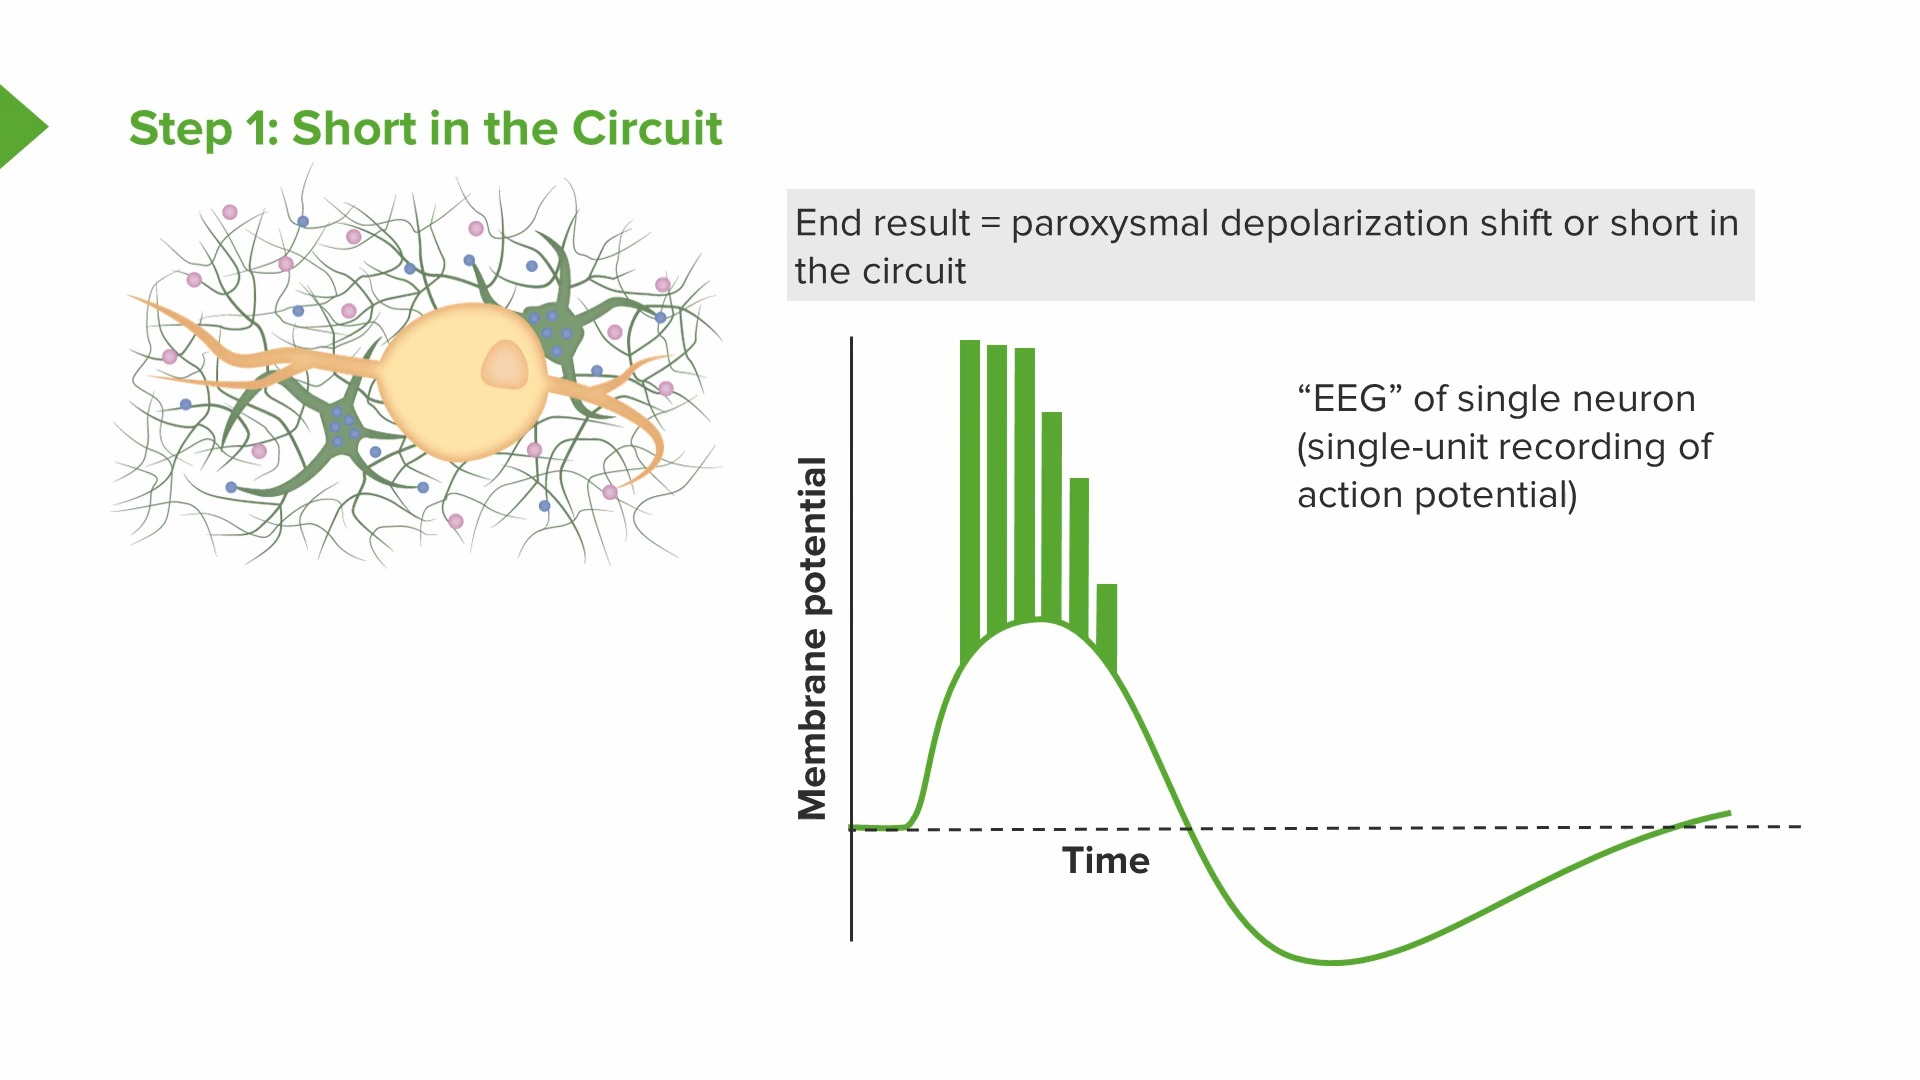 Step 1: Short in the Circuit
End result = paroxysmal depolarization shift or short in
the circuit
“EEG” of single neuron
(single-unit recording of
action potential)
Membrane potential
Time